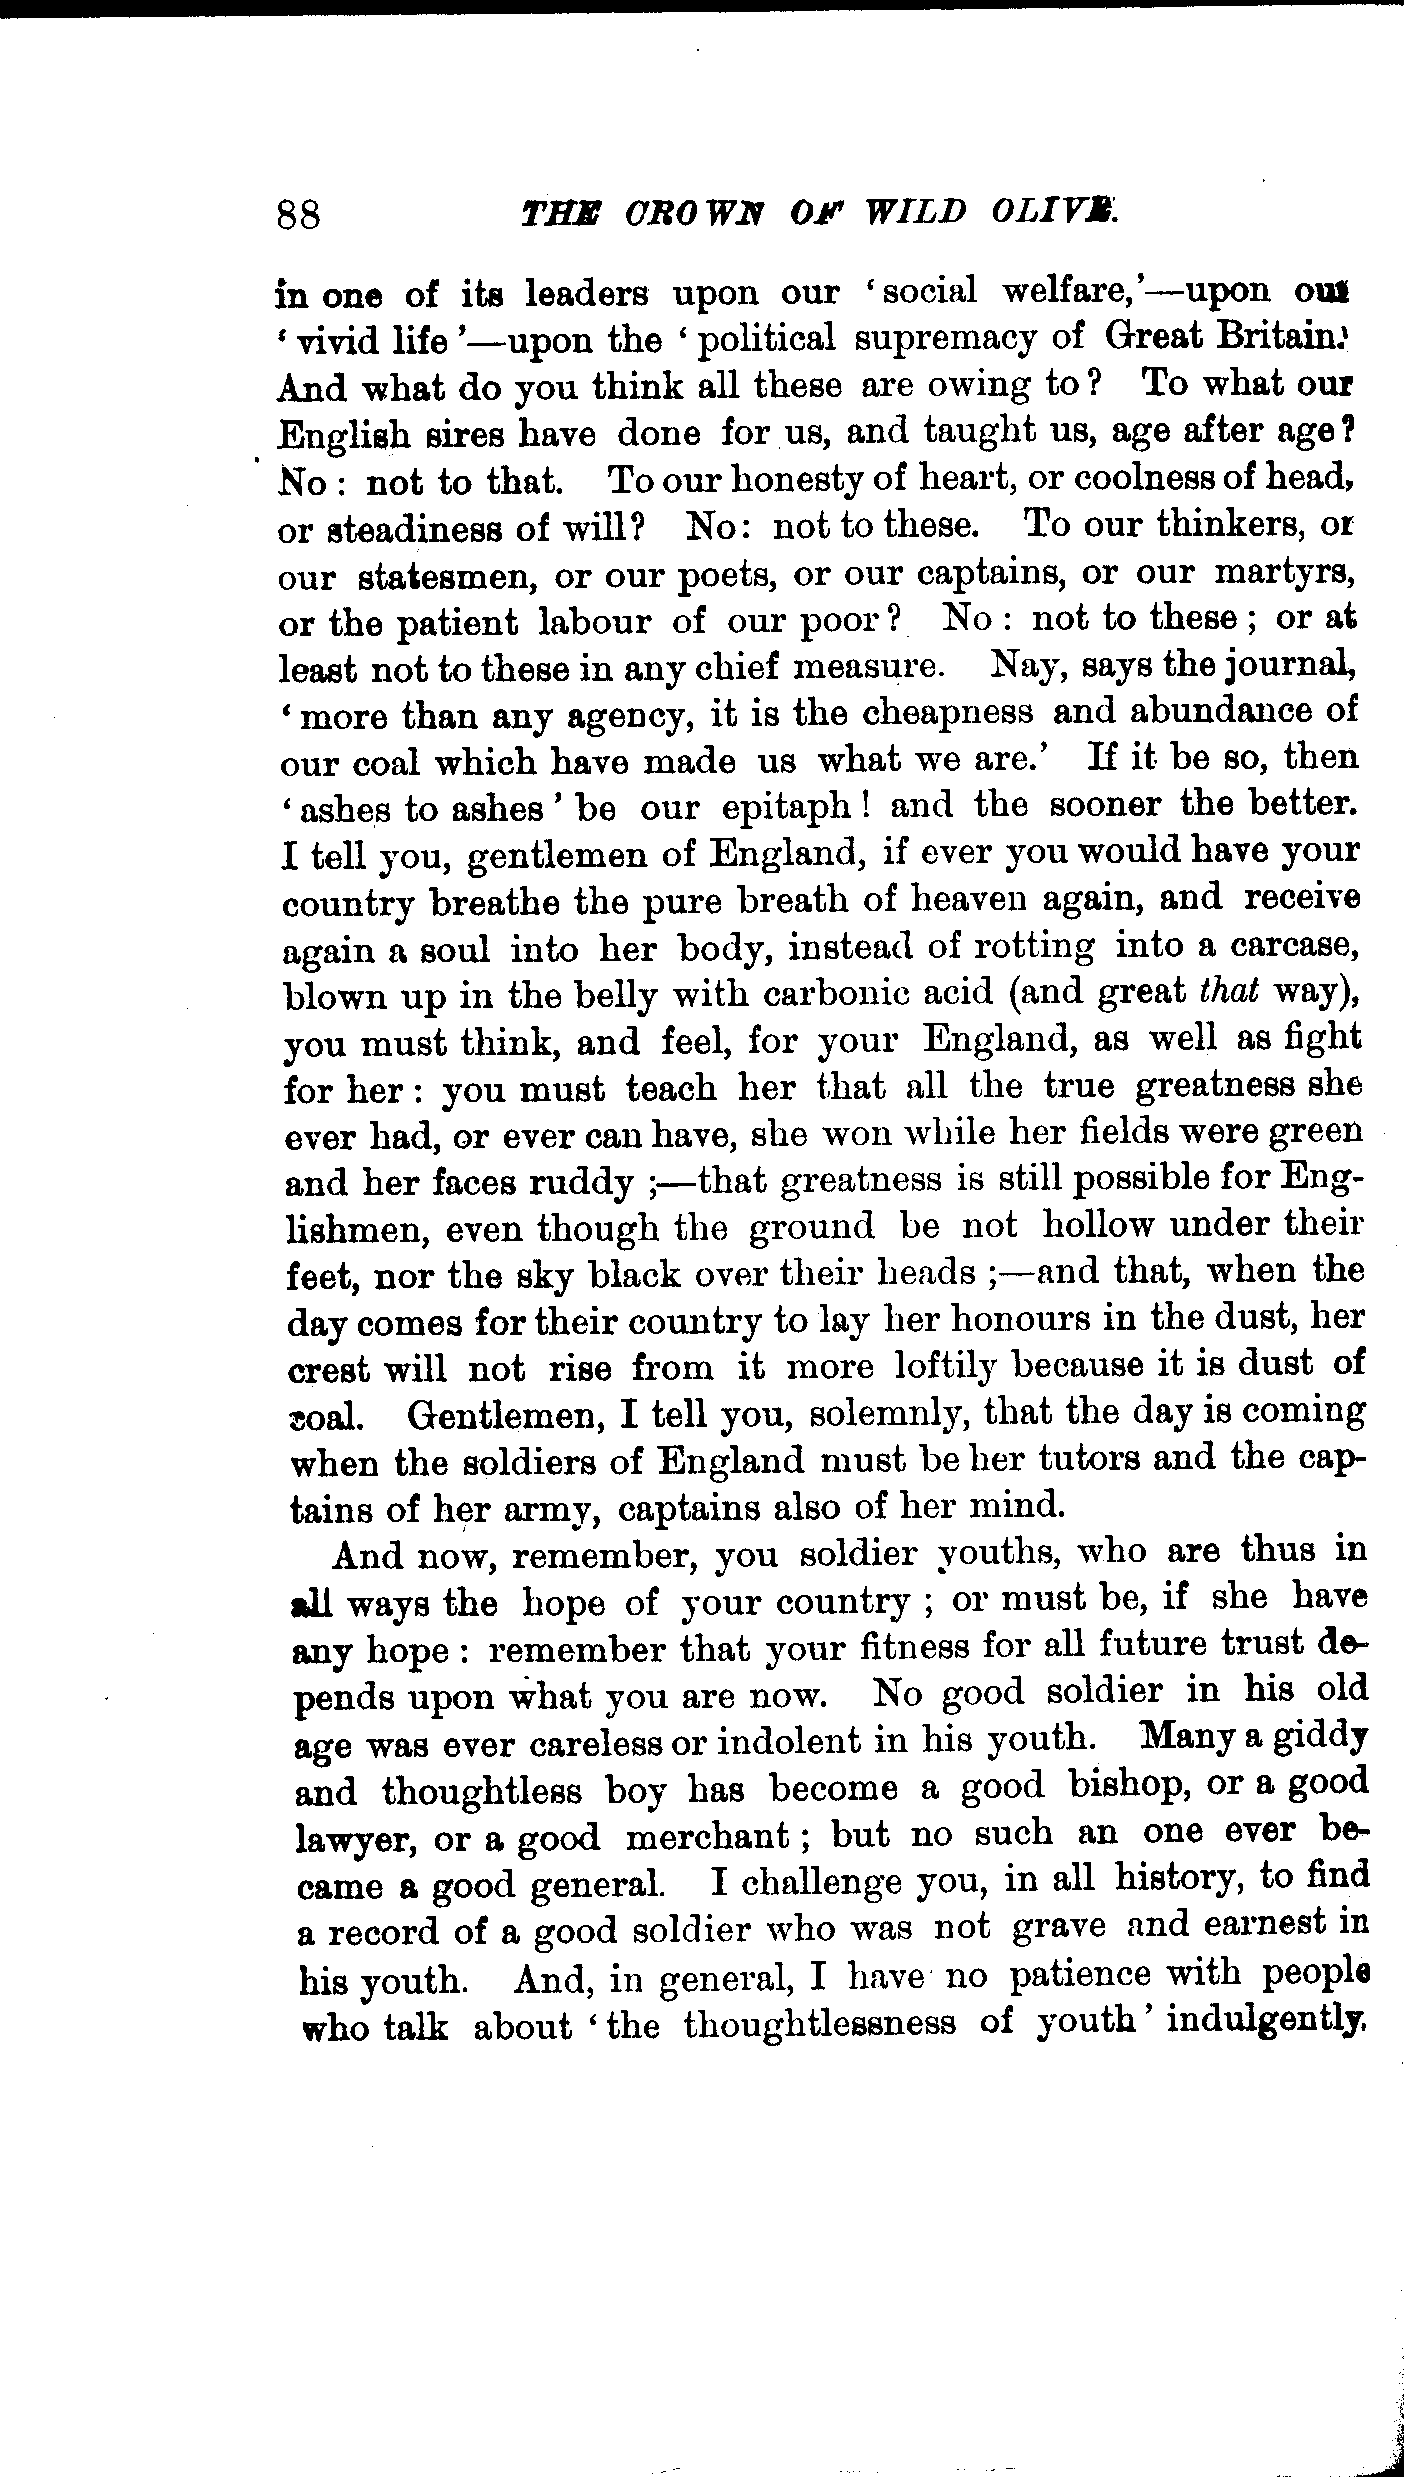 88 THE CROWN OF WILD OLIVE.
in one of its leaders upon our ‘social welfare,’—upon our
‘vivid life’—upon the ‘political supremacy of Great Britain.’
And what do you think all these are owing to? To what our
English sires have done for us, and taught us, age after age?
No: not to that. To our honesty of heart, or coolness of head,
or steadiness of will? No: not to these. To our thinkers, or
our statesmen, or our poets, or our captains, or our martyrs,
or the patient labour of our poor? No: not to these; or at
least not to these in any chief measure. Nay, says the journal,
‘more than any agency, it is the cheapness and abundance of
our coal which have made us what we are.’ If it be so, then
‘ashes to ashes’ be our epitaph! and the sooner the better.
I tell you, gentlemen of England, if ever you would have your
country breathe the pure breath of heaven again, and receive
again a soul into her body, instead of rotting into a carcase,
blown up in the belly with carbonic acid (and great that way),
you must think, and feel, for your England, as well as fight
for her: you must teach her that all the true greatness she
ever had, or ever can have, she won while her fields were green
and her faces ruddy;—that greatness is still possible for Eng-
lishmen, even though the ground be not hollow under their
feet, nor the sky black over their heads;—and that, when the
day comes for their country to lay her honours in the dust, her
crest will not rise from it more loftily because it is dust of
coal. Gentlemen, I tell you, solemnly, that the day is coming
when the soldiers of England must be her tutors and the cap-
tains of her army, captains also of her mind.
And now, remember, you soldier youths, who are thus in
all ways the hope of your country; or must be, if she have
any hope: remember that your fitness for all future trust de-
pends upon what you are now. No good soldier in his old
age was ever careless or indolent in his youth. Many a giddy
and thoughtless boy has become a good bishop, or a good
lawyer, or a good merchant; but no such an one ever be-
came a good general. I challenge you, in all history, to find
a record of a good soldier who was not grave and earnest in
his youth. And, in general, I have no patience with people
who talk about ‘the thoughtlessness of youth’ indulgently.